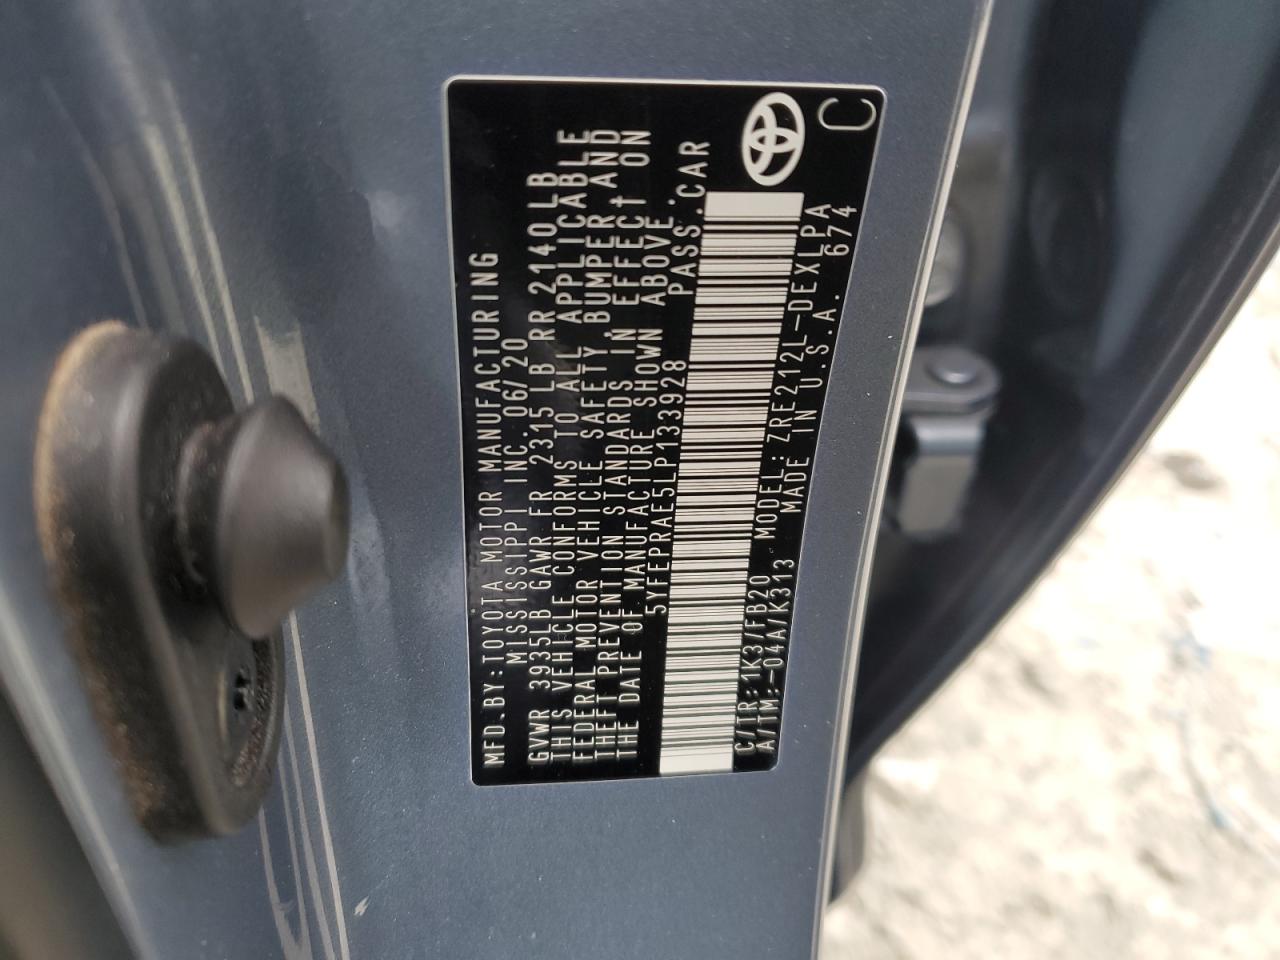 MFD.BY:TOYOTA MOTOR MANUFACTURING
MISSISSIPPI INC.06/20
GVWR 3935LB GAWR FR 2315 LB RR 2140LB
THIS VEHICLE CONFORMS TO ALL APPLICABLE
FEDERAL MOTOR VEHICLE SAFETY,BUMPER,AND
THEFT PREVENTION STANDARDS IN EFFECT ON
THE DATE OF MANUFACTURE SHOWN ABOVE.
5YFEPRAE5LP133928 PASS.CAR
C/TR:1K3/FB20 MODEL:ZRE212L-DEXLPA
A/TM:-04A/K313 MADE IN U.S.A. 674
C